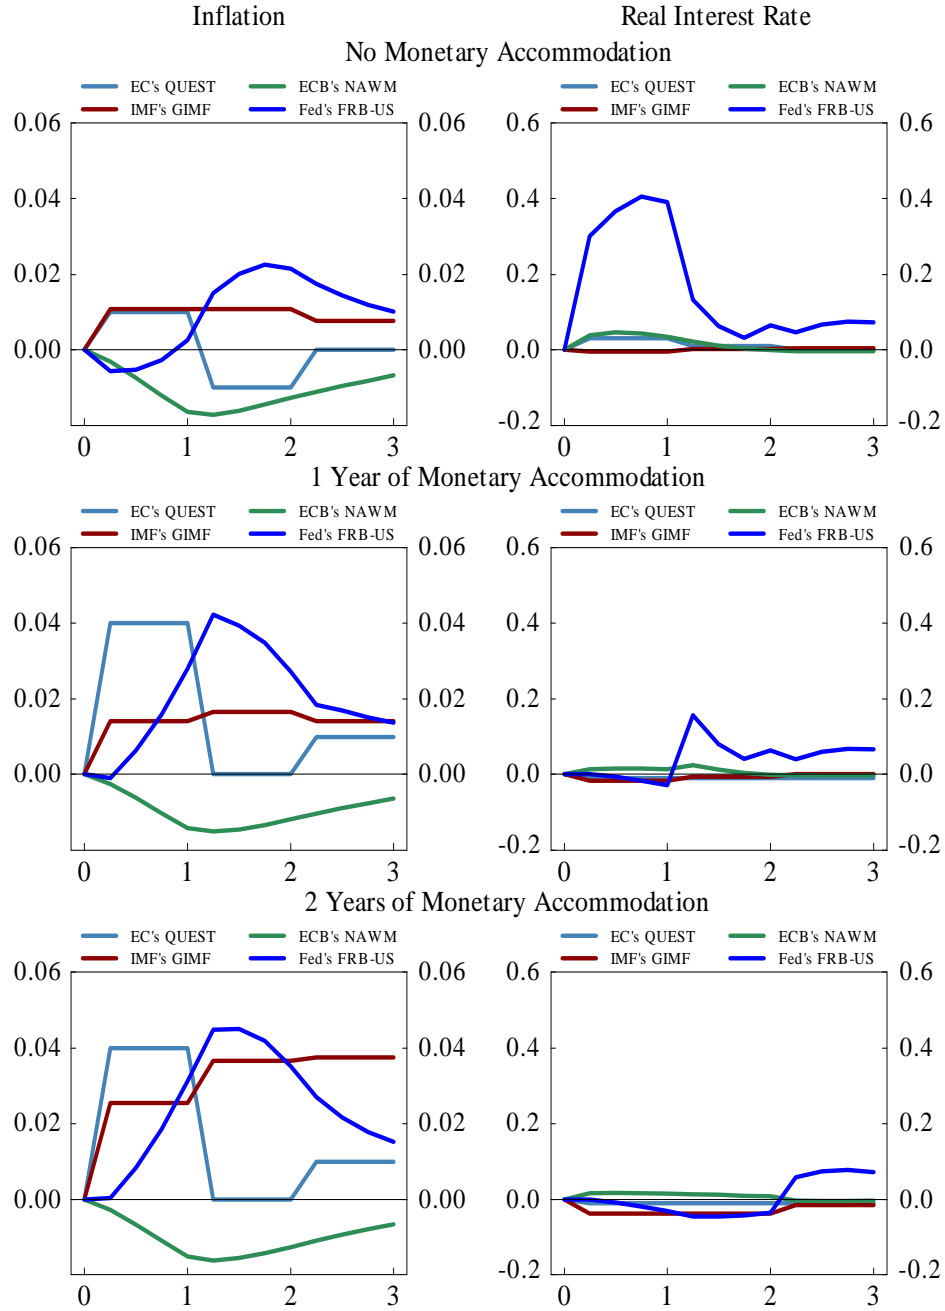 Inflation Real Interest Rate
No Monetary Accommodation
EC's QUEST ECB's NAWM EC's QUEST ECB's NAWM
IMF's GIMF Fed's FRB-US IMF's GIMF Fed's FRB-US
0.06 0.06 0.6 0.6
0.04 0.04 0.4 0.4
0.02 0.02 0.2 0.2
0.00 0.00 0.0 0.0
-0.2 -0.2
0 1 2 3 0 1 2 3
1 Year of Monetary Accommodation
EC's QUEST ECB's NAWM EC's QUEST ECB's NAWM
IMF's GIMF Fed's FRB-US IMF's GIMF Fed's FRB-US
0.06 0.06 0.6 0.6
0.04 0.04 0.4 0.4
0.02 0.02 0.2 0.2
0.00 0.00 0.0 0.0
-0.2 -0.2
0 1 2 3 0 1 2 3
2 Years of Monetary Accommodation
EC's QUEST ECB's NAWM EC's QUEST ECB's NAWM
IMF's GIMF Fed's FRB-US IMF's GIMF Fed's FRB-US
0.06 0.06 0.6 0.6
0.04 0.04 0.4 0.4
0.02 0.02 0.2 0.2
0.00 0.00 0.0 0.0
-0.2 -0.2
0 1 2 3 0 1 2 3